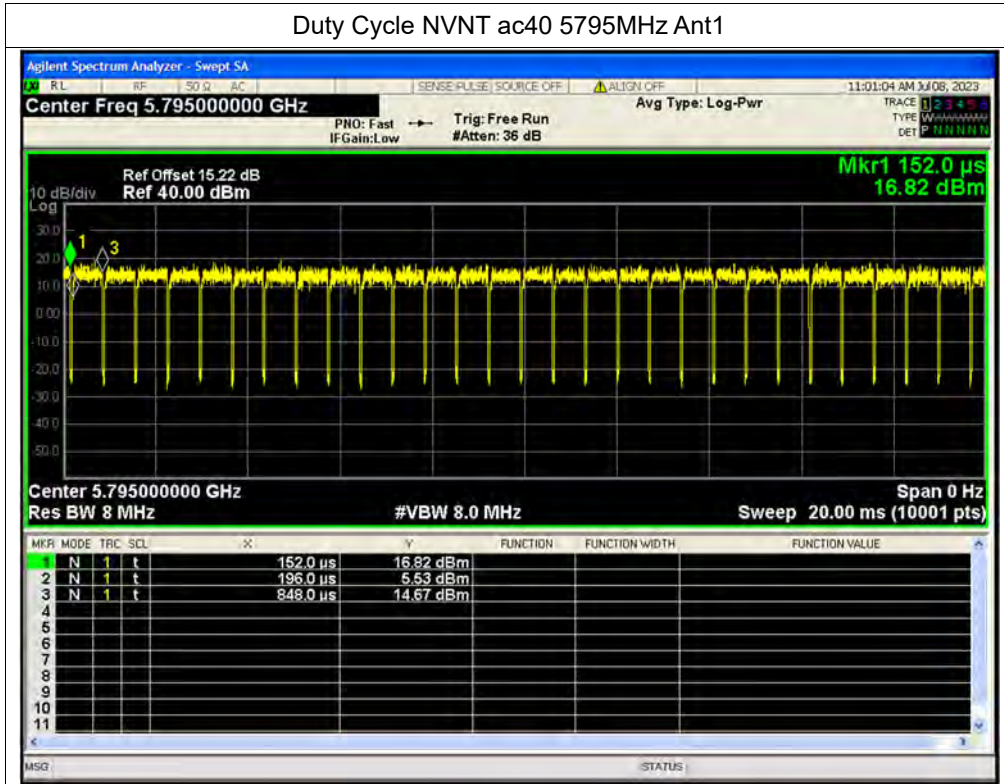 Duty Cycle NVNT ac40 5795MHz Ant1
Agilent Spectrum Analyzer - Swept SA
LXI RL RF 50 Ω AC SENSE:PULSE SOURCE OFF ALIGN OFF 11:01:04 AM Jul 08, 2023
Center Freq 5.795000000 GHz Avg Type: Log-Pwr TRACE 1 2 3 4 5 6
PNO: Fast Trig: Free Run TYPE W
IFGain:Low #Atten: 36 dB DET P N N N N N
Mkr1 152.0 µs
Ref Offset 15.22 dB
10 dB/div Ref 40.00 dBm 16.82 dBm
Log
30.0
1 3
20.0
10.0
0.00
-10.0
-20.0
-30.0
-40.0
-50.0
Center 5.795000000 GHz Span 0 Hz
Res BW 8 MHz #VBW 8.0 MHz Sweep 20.00 ms (10001 pts)
MKR MODE TRC SCL X Y FUNCTION FUNCTION WIDTH FUNCTION VALUE
1 N 1 t 152.0 µs 16.82 dBm
2 N 1 t 196.0 µs 5.53 dBm
3 N 1 t 848.0 µs 14.67 dBm
4
5
6
7
8
9
10
11
MSG STATUS